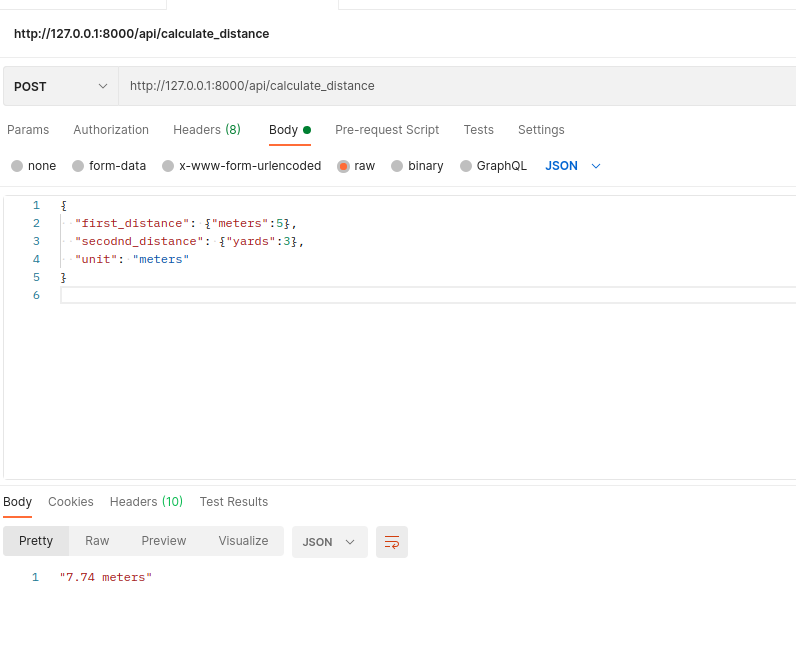 http://127.0.0.1:8000/api/calculate_distance
POST http://127.0.0.1:8000/api/calculate_distance
Params Authorization Headers (8) Body Pre-request Script Tests Settings
none form-data x-www-form-urlencoded raw binary GraphQL JSON
1 {
2 "first_distance": {"meters":5},
3 "secodnd_distance": {"yards":3},
4 "unit": "meters"
5 }
6
Body Cookies Headers (10) Test Results
Pretty Raw Preview Visualize JSON
1 "7.74 meters"